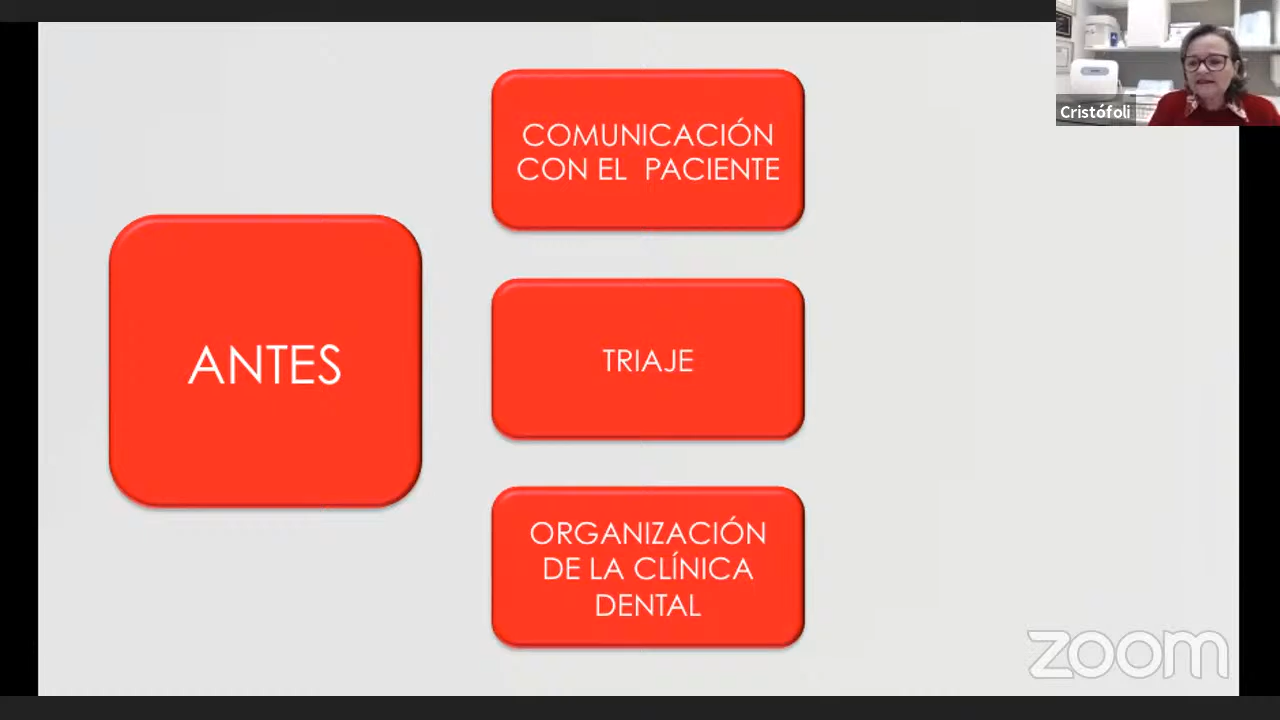 COMUNICACIÓN
CON EL PACIENTE
Cristófoli
ANTES
TRIAJE
ORGANIZACIÓN
DE LA CLÍNICA
DENTAL
zoom